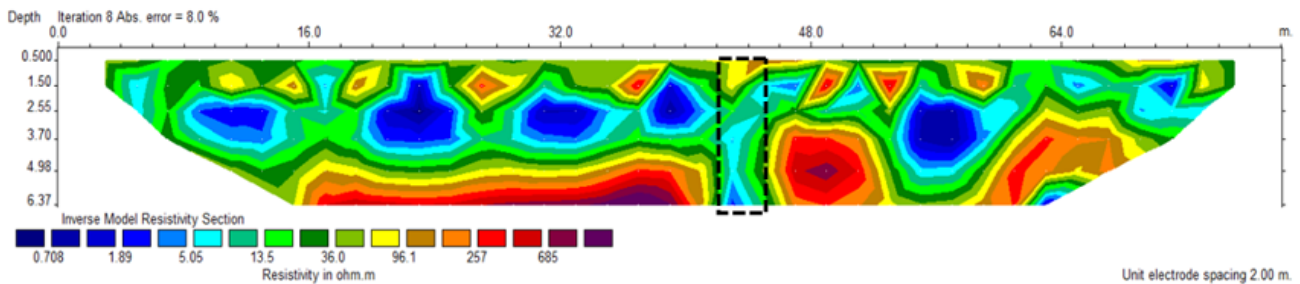 Depth Iteration 8 Abs. error = 8.0 %
0.0 16.0 32.0 48.0 64.0 m.
0.500
1.50
2.55
3.70
4.98
6.37
Inverse Model Resistivity Section
0.708 1.89 5.05 13.5 36.0 96.1 257 685
Resistivity in ohm.m
Unit electrode spacing 2.00 m.